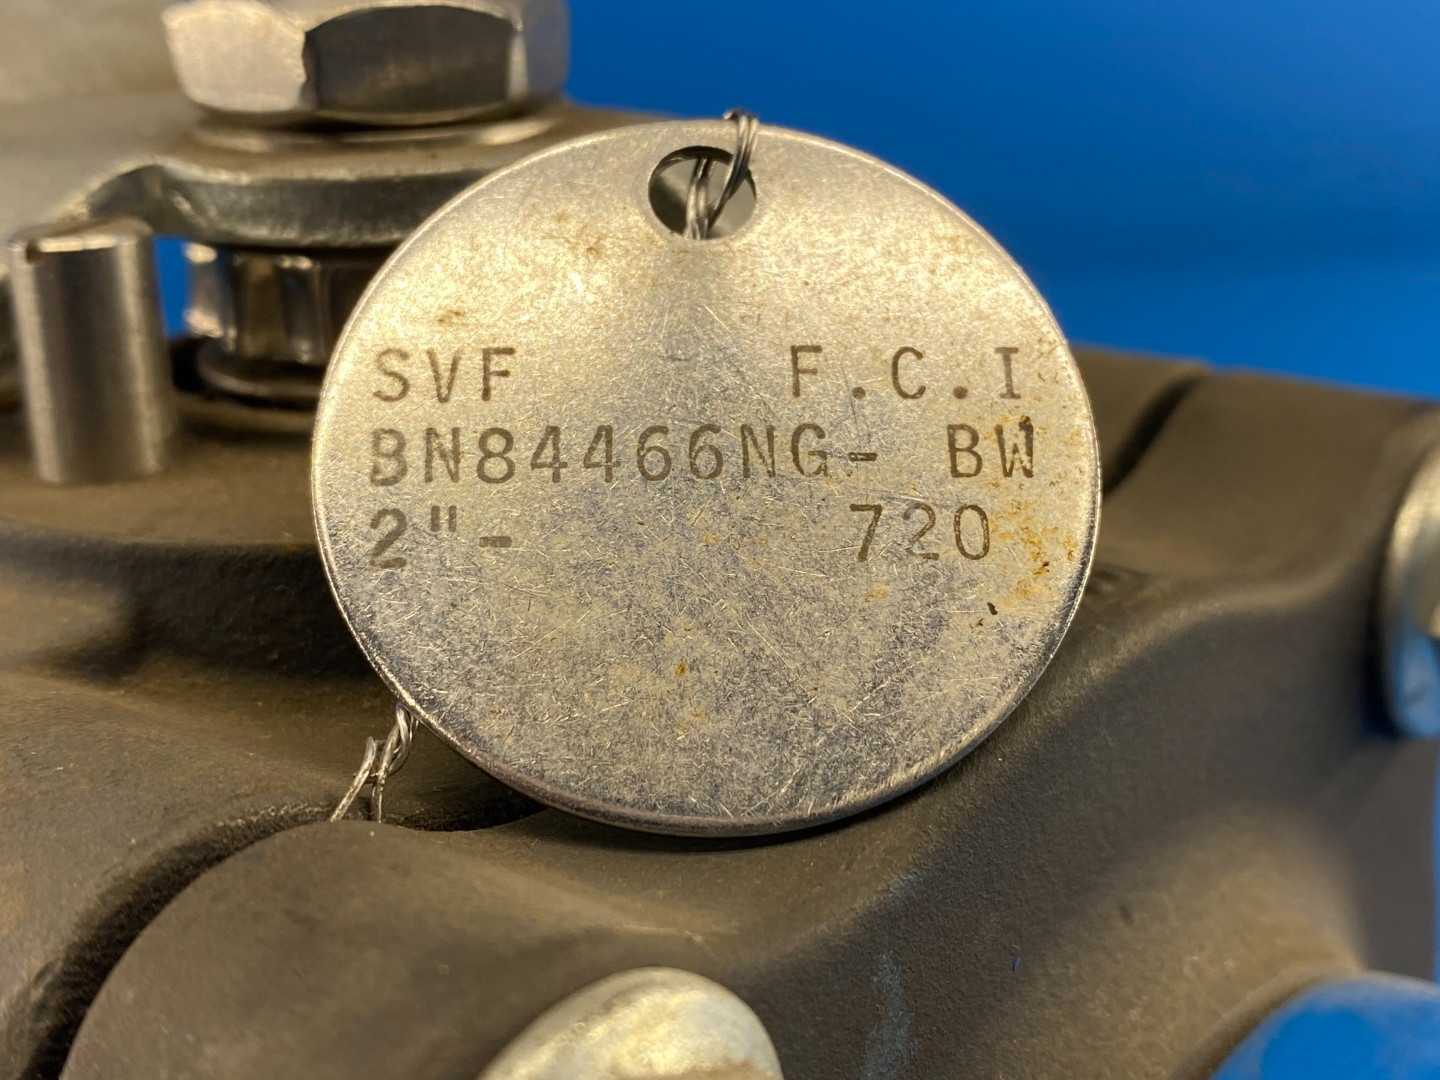 SVF F.C.I
BN84466NG- BW
2"- 720